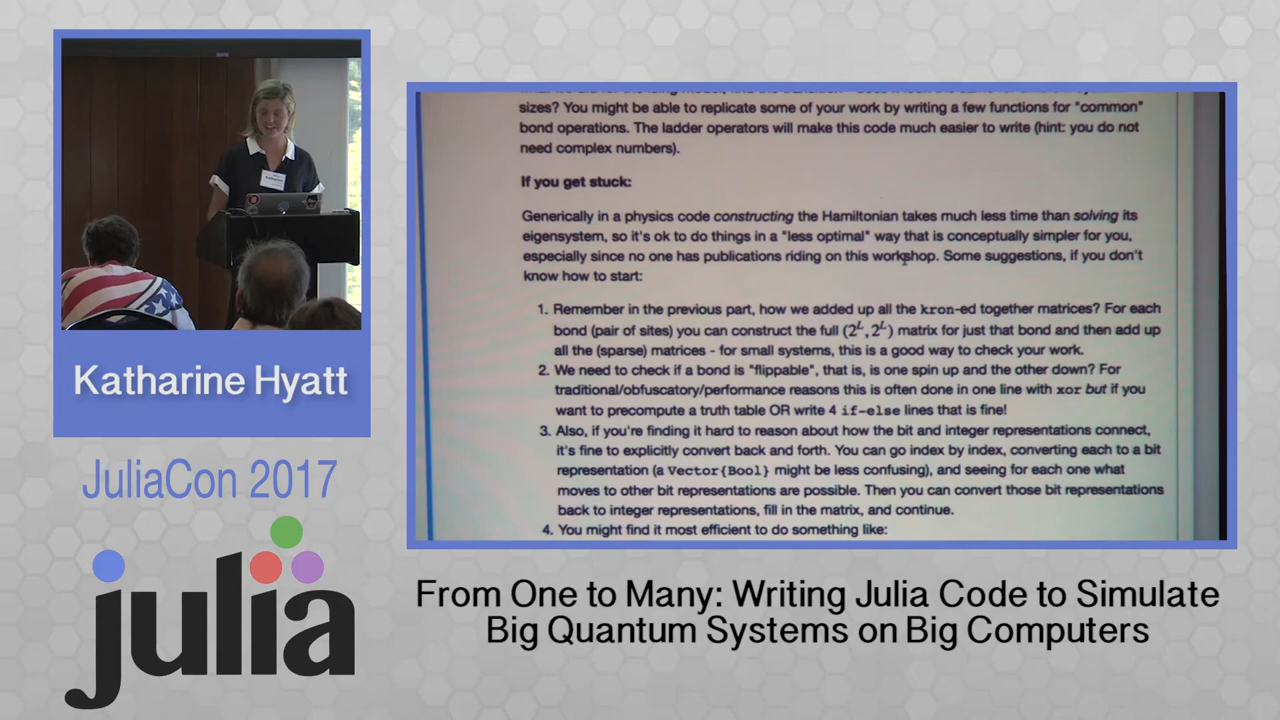 sizes? You might be able to replicate some of your work by writing a few functions for "common"
bond operations. The ladder operators will make this code much easier to write (hint: you do not
need complex numbers).
If you get stuck:
Generically in a physics code constructing the Hamiltonian takes much less time than solving its
eigensystem, so it's ok to do things in a "less optimal" way that is conceptually simpler for you,
especially since no one has publications riding on this workshop. Some suggestions, if you don't
know how to start:
1. Remember in the previous part, how we added up all the kron-ed together matrices? For each
bond (pair of sites) you can construct the full (2^L, 2^L) matrix for just that bond and then add up
all the (sparse) matrices - for small systems, this is a good way to check your work.
2. We need to check if a bond is "flippable", that is, is one spin up and the other down? For
traditional/obfuscatory/performance reasons this is often done in one line with xor but if you
want to precompute a truth table OR write 4 if-else lines that is fine!
3. Also, if you're finding it hard to reason about how the bit and integer representations connect,
it's fine to explicitly convert back and forth. You can go index by index, converting each to a bit
representation (a Vector{Bool} might be less confusing), and seeing for each one what
moves to other bit representations are possible. Then you can convert those bit representations
back to integer representations, fill in the matrix, and continue.
4. You might find it most efficient to do something like:
Katharine Hyatt
JuliaCon 2017
julia
From One to Many: Writing Julia Code to Simulate
Big Quantum Systems on Big Computers